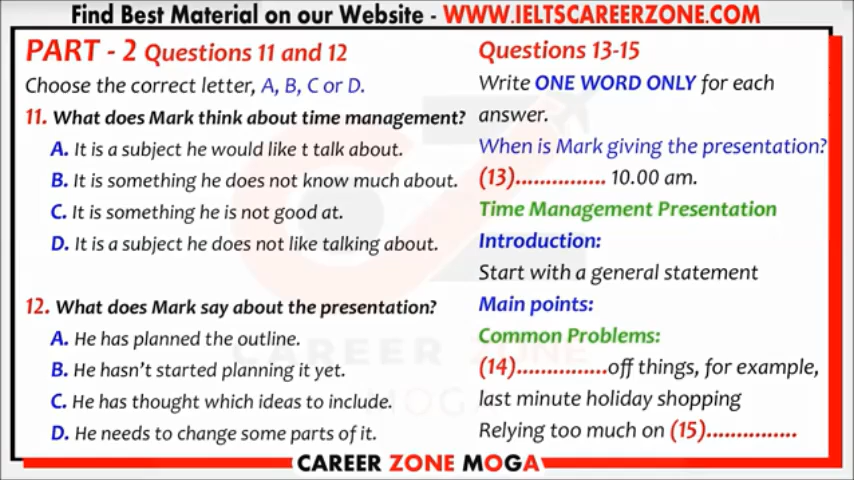 Find Best Material on our Website - WWW.IELTSCAREERZONE.COM
PART - 2 Questions 11 and 12
Choose the correct letter, A, B, C or D.
11. What does Mark think about time management?
A. It is a subject he would like t talk about.
B. It is something he does not know much about.
C. It is something he is not good at.
D. It is a subject he does not like talking about.
12. What does Mark say about the presentation?
A. He has planned the outline.
B. He hasn't started planning it yet.
C. He has thought which ideas to include.
D. He needs to change some parts of it.
Questions 13-15
Write ONE WORD ONLY for each
answer.
When is Mark giving the presentation?
(13)............... 10.00 am.
Time Management Presentation
Introduction:
Start with a general statement
Main points:
Common Problems:
(14)...............off things, for example,
last minute holiday shopping
Relying too much on (15)...............
CAREER ZONE
MOGA
CAREER ZONE MOGA